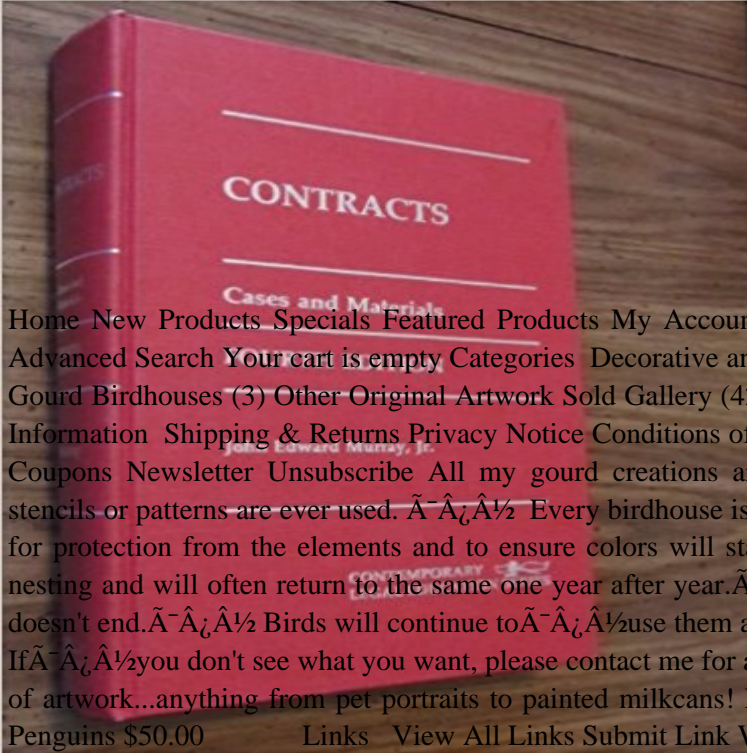 CONTRACTS
CONTRACTS
Cases and Materials
Home New Products Specials Featured Products My Accoun
Advanced Search Your cart is empty Categories Decorative an
Gourd Birdhouses (3) Other Original Artwork Sold Gallery (4
Information Shipping & Returns Privacy Notice Conditions of
John Edward Murray, Jr.
Coupons Newsletter Unsubscribe All my gourd creations a
stencils or patterns are ever used. Ã¯Â¿Â½ Every birdhouse is
for protection from the elements and to ensure colors will sta
CONTEMPORARY
nesting and will often return to the same one year after year.Ã
doesn't end.Ã¯Â¿Â½ Birds will continue toÃ¯Â¿Â½use them a
IfÃ¯Â¿Â½you don't see what you want, please contact me for a
of artwork...anything from pet portraits to painted milkcans!
Penguins $50.00 Links View All Links Submit Link